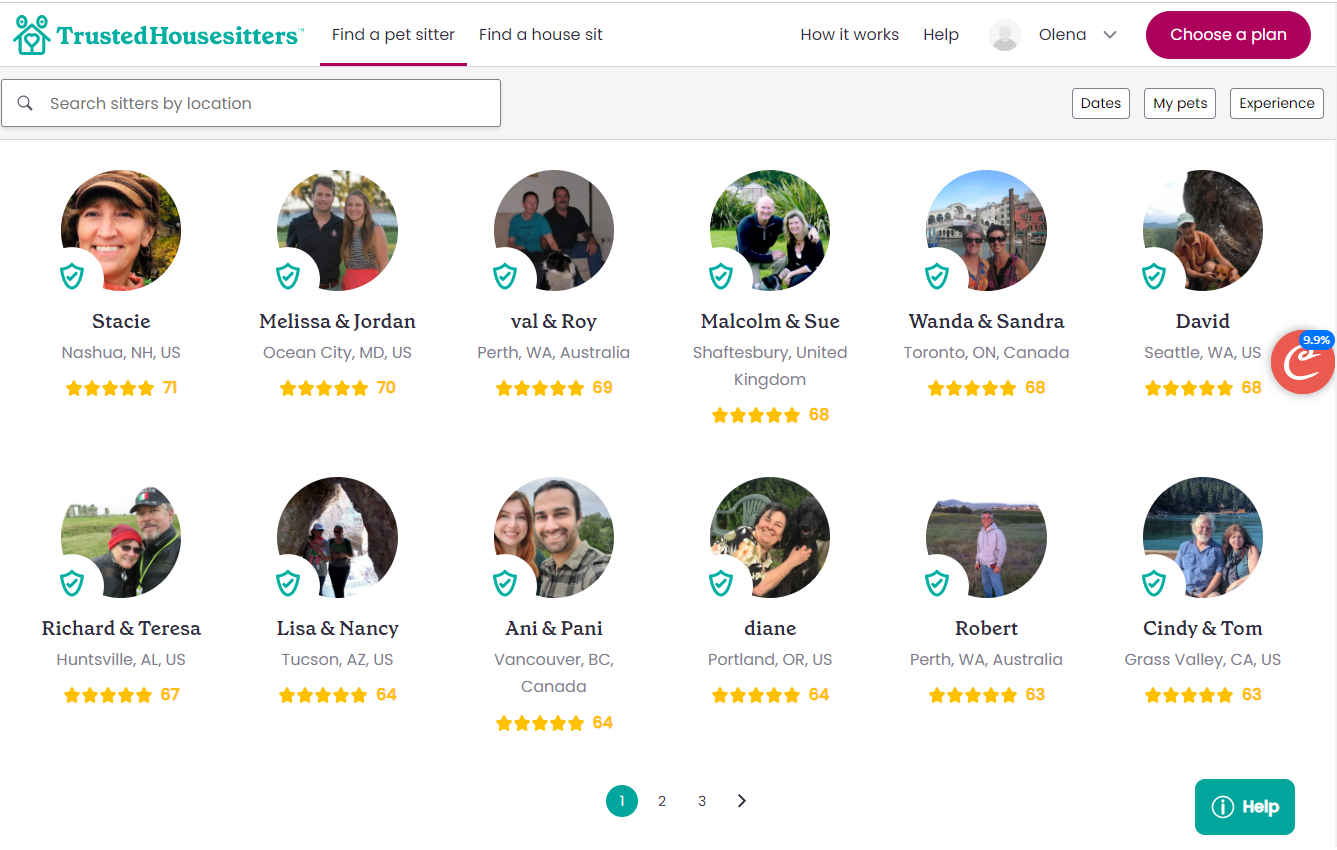 TrustedHousesitters™
Find a pet sitter
Find a house sit
How it works
Help
Olena
Choose a plan
Search sitters by location
Dates
My pets
Experience
Stacie
Nashua, NH, US
71
Melissa & Jordan
Ocean City, MD, US
70
val & Roy
Perth, WA, Australia
69
Malcolm & Sue
Shaftesbury, United
Kingdom
68
Wanda & Sandra
Toronto, ON, Canada
68
David
Seattle, WA, US
68
9.9%
Richard & Teresa
Huntsville, AL, US
67
Lisa & Nancy
Tucson, AZ, US
64
Ani & Pani
Vancouver, BC,
Canada
64
diane
Portland, OR, US
64
Robert
Perth, WA, Australia
63
Cindy & Tom
Grass Valley, CA, US
63
1
2
3
Help